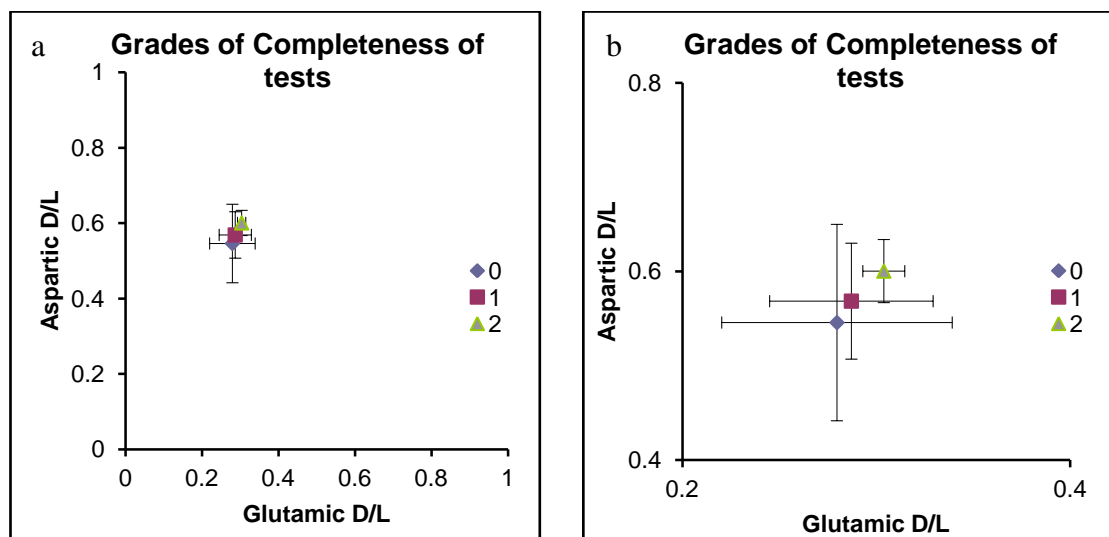 a
Grades of Completeness of
tests
Aspartic D/L
1
0.8
0.6
0.4
0.2
0
0 0.2 0.4 0.6 0.8 1
Glutamic D/L
0
1
2
b
Grades of Completeness of
tests
Aspartic D/L
0.8
0.6
0.4
0.2 0.4
Glutamic D/L
0
1
2